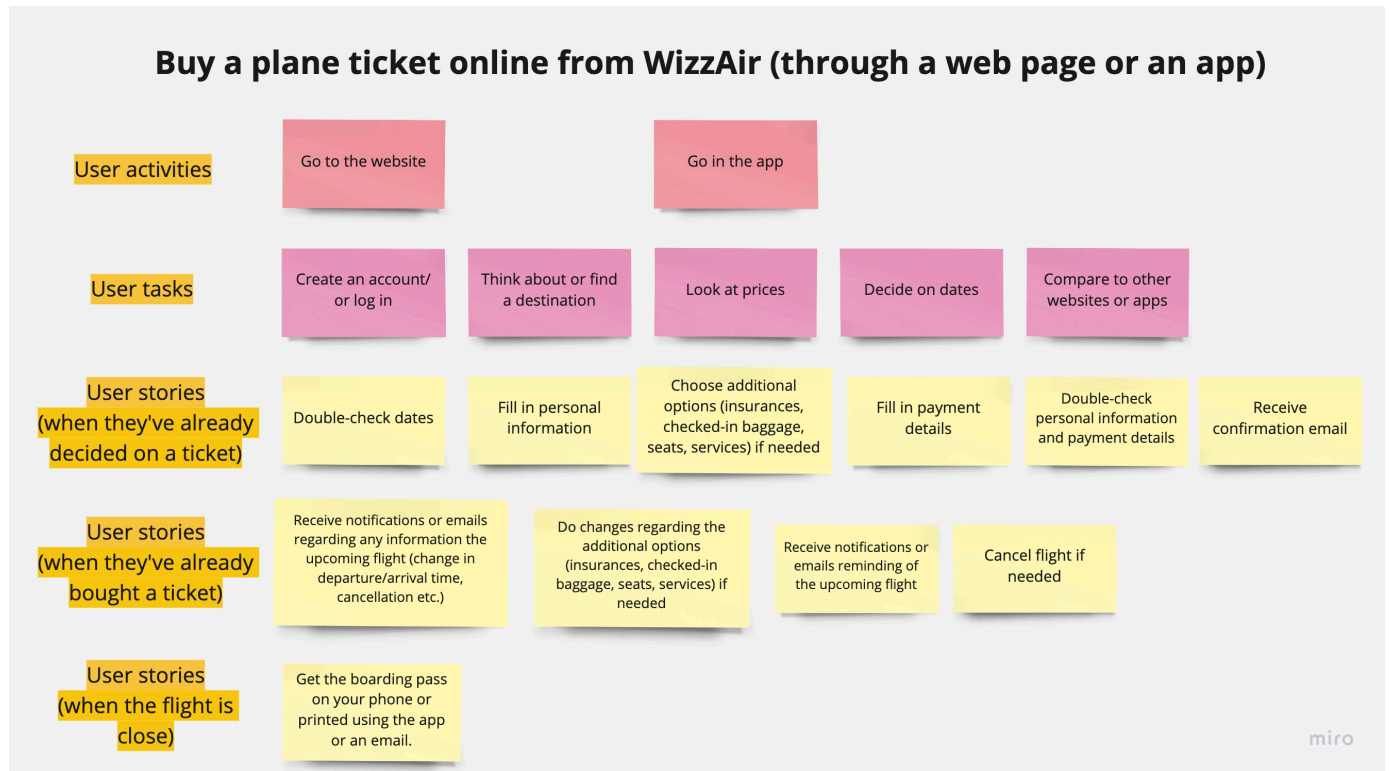 Buy a plane ticket online from WizzAir (through a web page or an app)
User activities
Go to the website
Go in the app
User tasks
Create an account/
or log in
Think about or find
a destination
Look at prices
Decide on dates
Compare to other
websites or apps
User stories
(when they've already
decided on a ticket)
Double-check dates
Fill in personal
information
Choose additional
options (insurances,
checked-in baggage,
seats, services) if needed
Fill in payment
details
Double-check
personal information
and payment details
Receive
confirmation email
User stories
(when they've already
bought a ticket)
Receive notifications or emails
regarding any information the
upcoming flight (change in
departure/arrival time,
cancellation etc.)
Do changes regarding the
additional options
(insurances, checked-in
baggage, seats, services) if
needed
Receive notifications or
emails reminding of
the upcoming flight
Cancel flight if
needed
User stories
(when the flight is
close)
Get the boarding pass
on your phone or
printed using the app
or an email.
miro